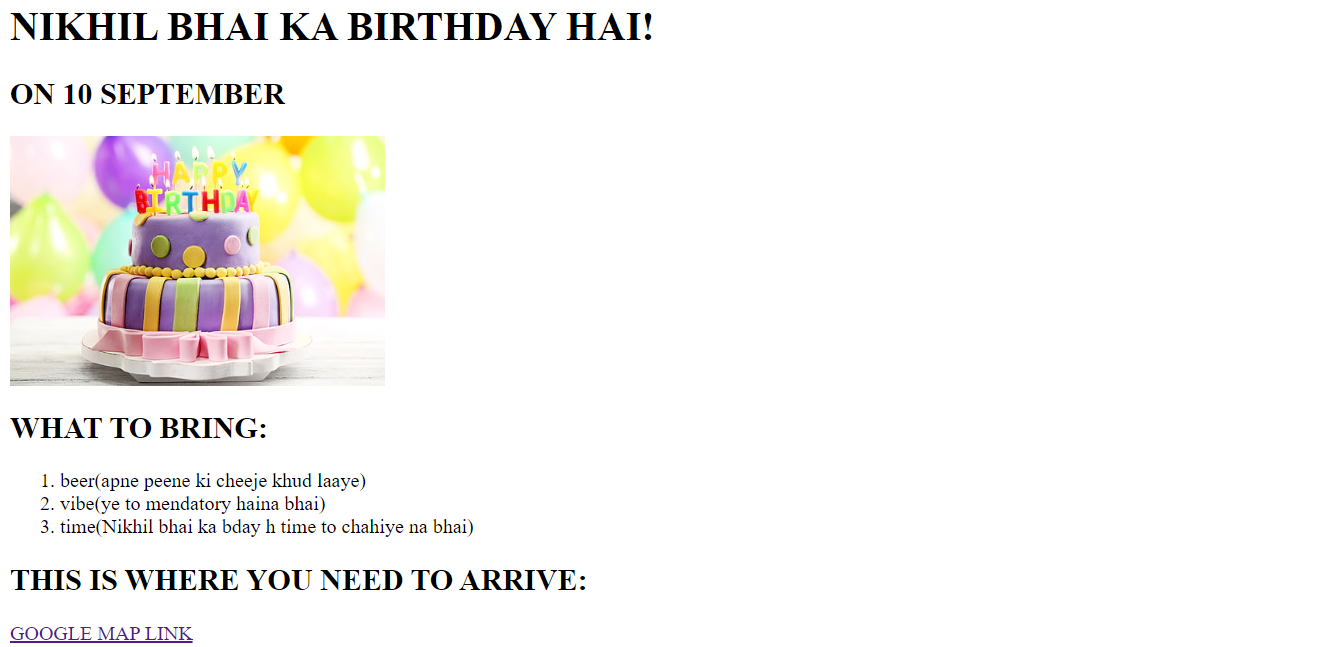 NIKHIL BHAI KA BIRTHDAY HAI!
ON 10 SEPTEMBER
HAPPY
BIRTHDAY
WHAT TO BRING:
1. beer(apne peene ki cheeje khud laaye)
2. vibe(ye to mendatory haina bhai)
3. time(Nikhil bhai ka bday h time to chahiye na bhai)
THIS IS WHERE YOU NEED TO ARRIVE:
GOOGLE MAP LINK